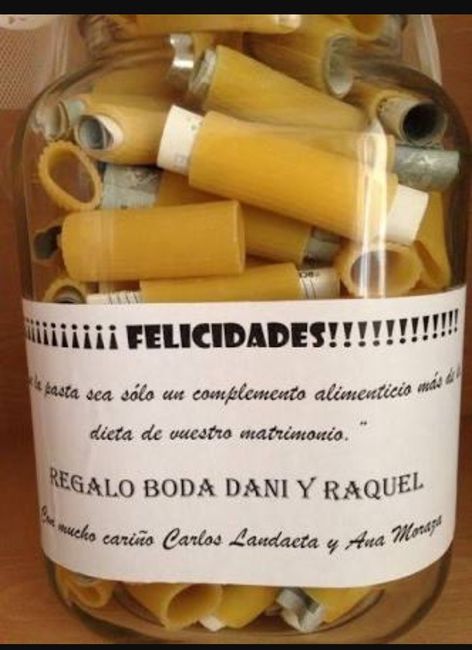 ¡¡¡¡¡¡¡¡¡¡¡ FELICIDADES!!!!!!!!!!!!
la pasta sea sólo un complemento alimenticio más de
dieta de vuestro matrimonio. "
REGALO BODA DANI Y RAQUEL
Con mucho cariño Carlos Landaeta y Ana Moraza